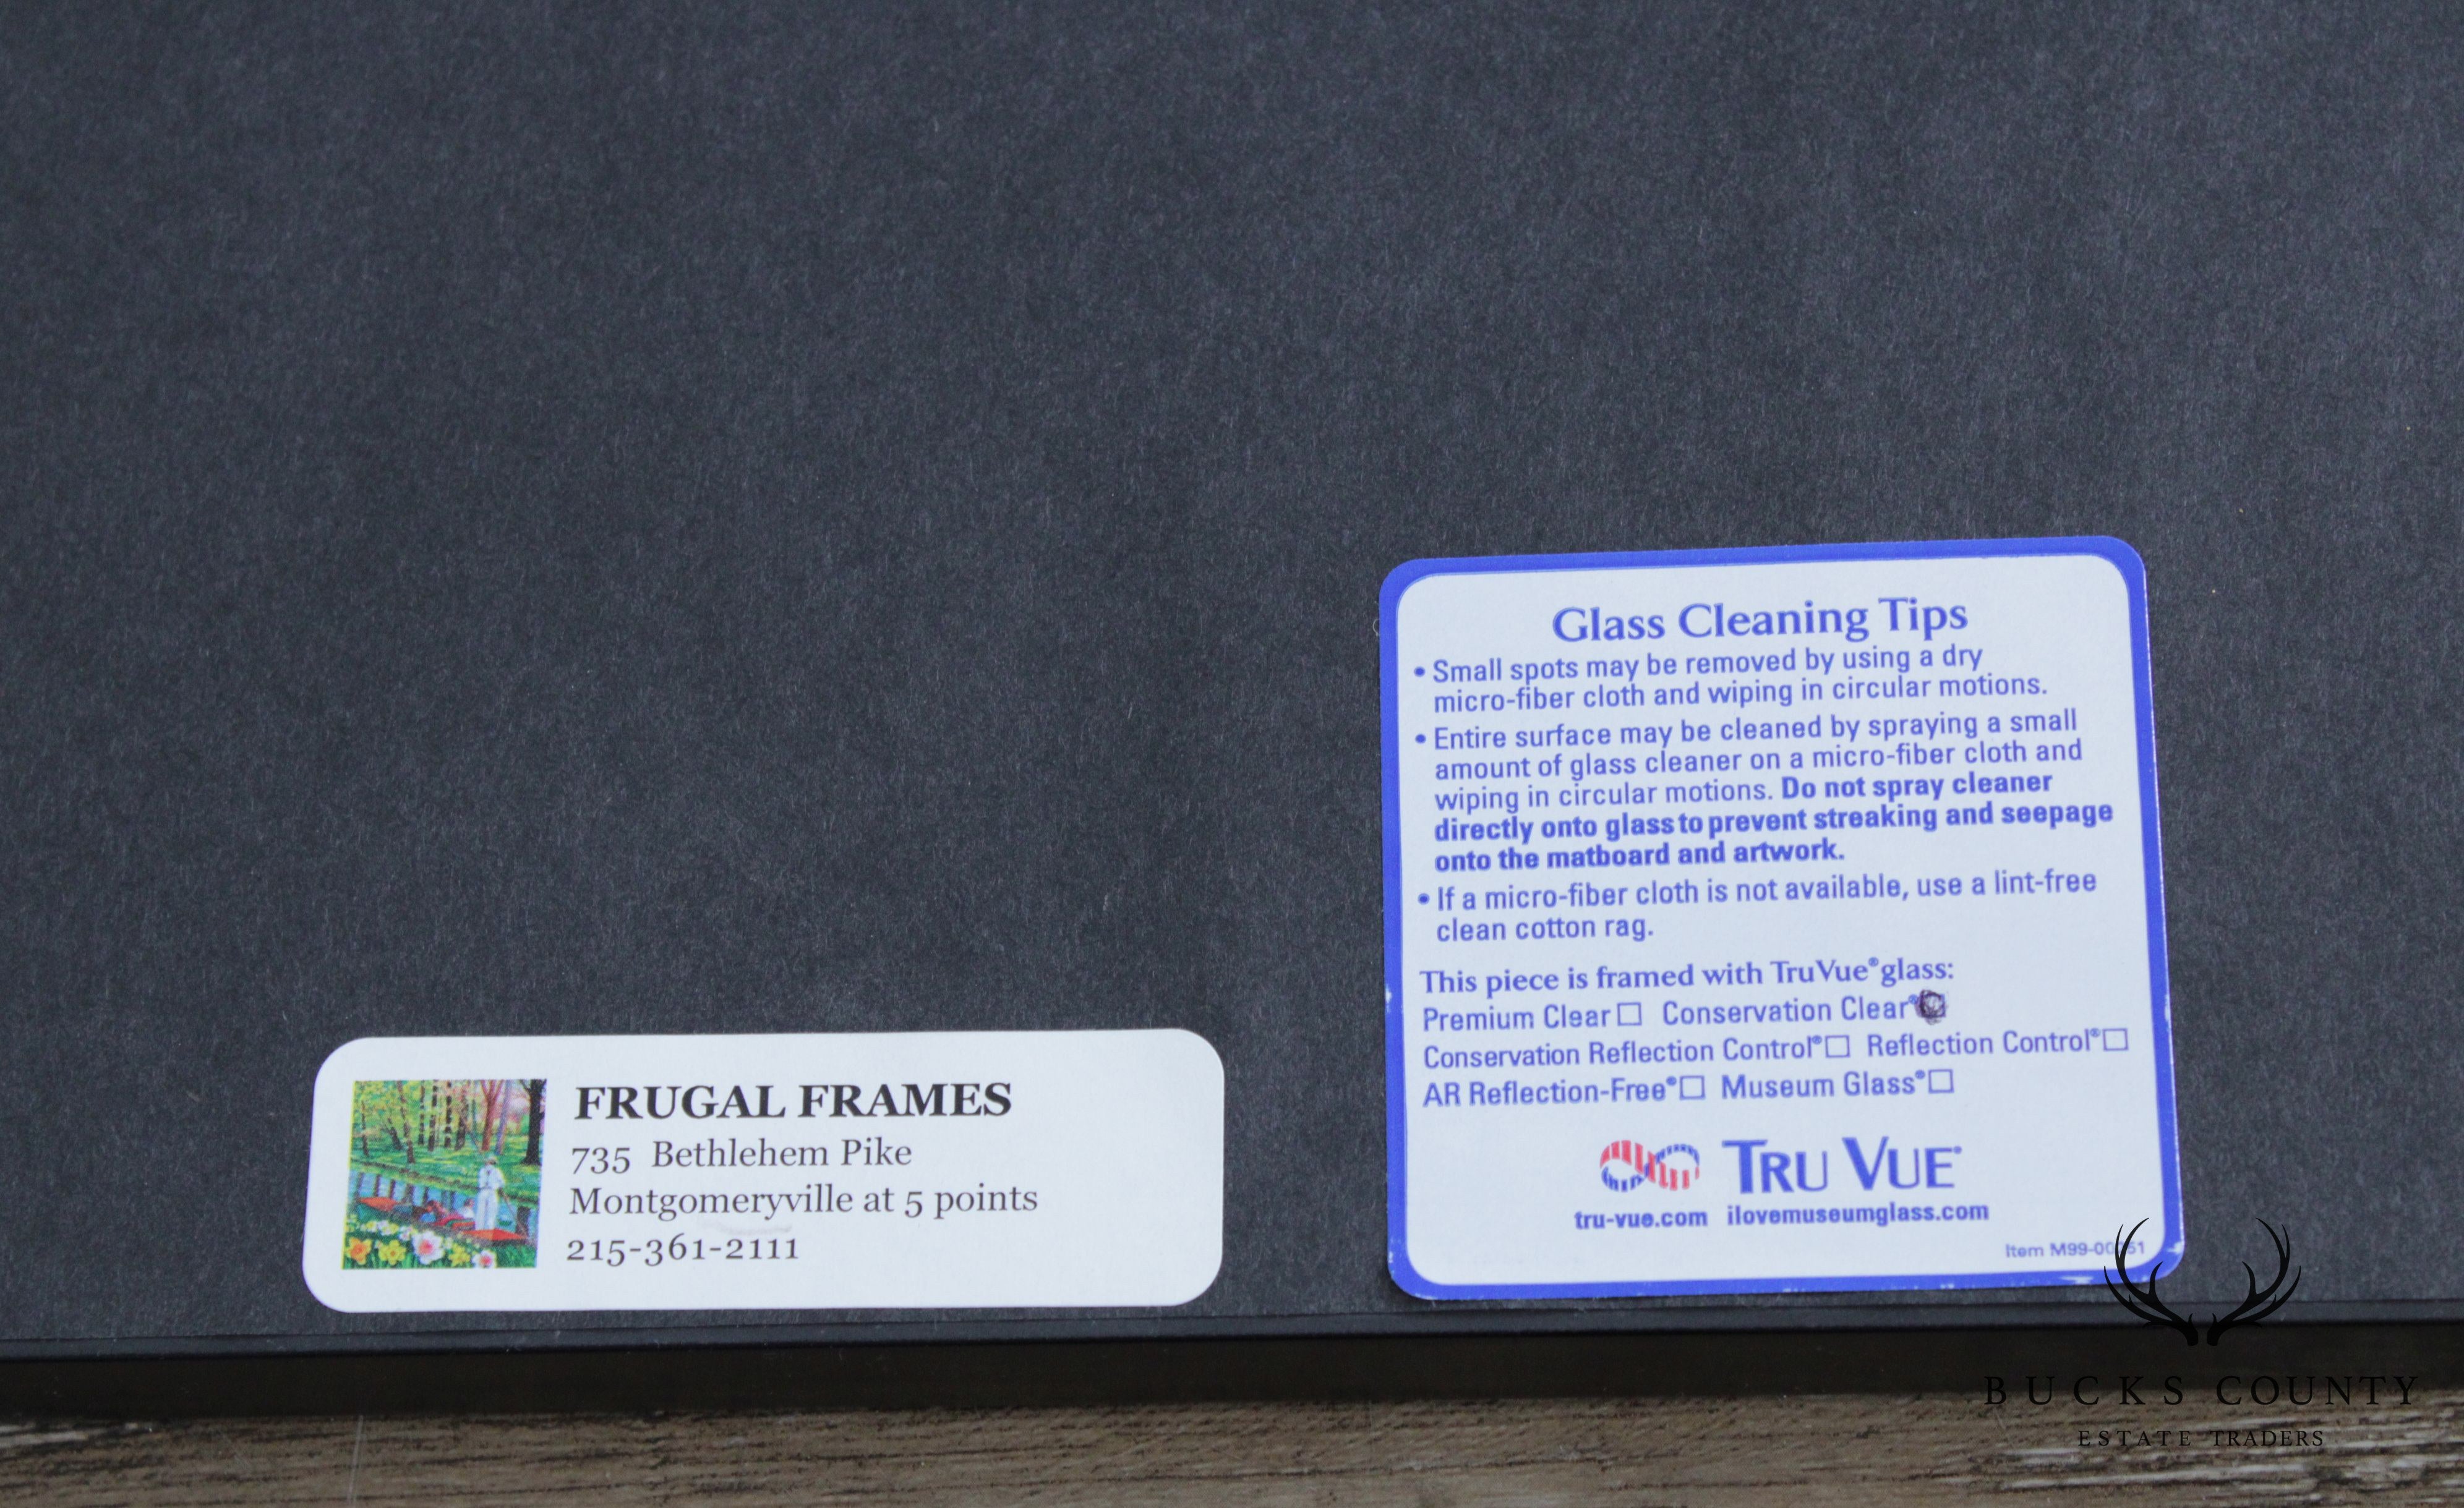 FRUGAL FRAMES
735 Bethlehem Pike
Montgomeryville at 5 points
215-361-2111
Glass Cleaning Tips
• Small spots may be removed by using a dry
micro-fiber cloth and wiping in circular motions.
• Entire surface may be cleaned by spraying a small
amount of glass cleaner on a micro-fiber cloth and
wiping in circular motions. Do not spray cleaner
directly onto glass to prevent streaking and seepage
onto the matboard and artwork.
• If a micro-fiber cloth is not available, use a lint-free
clean cotton rag.
This piece is framed with TruVue® glass:
Premium Clear ☐ Conservation Clear® ☒
Conservation Reflection Control® ☐ Reflection Control® ☐
AR Reflection-Free® ☐ Museum Glass® ☐
TRU VUE®
tru-vue.com ilovemuseumglass.com
Item
BUCKS COUNTY
ESTATE TRADERS